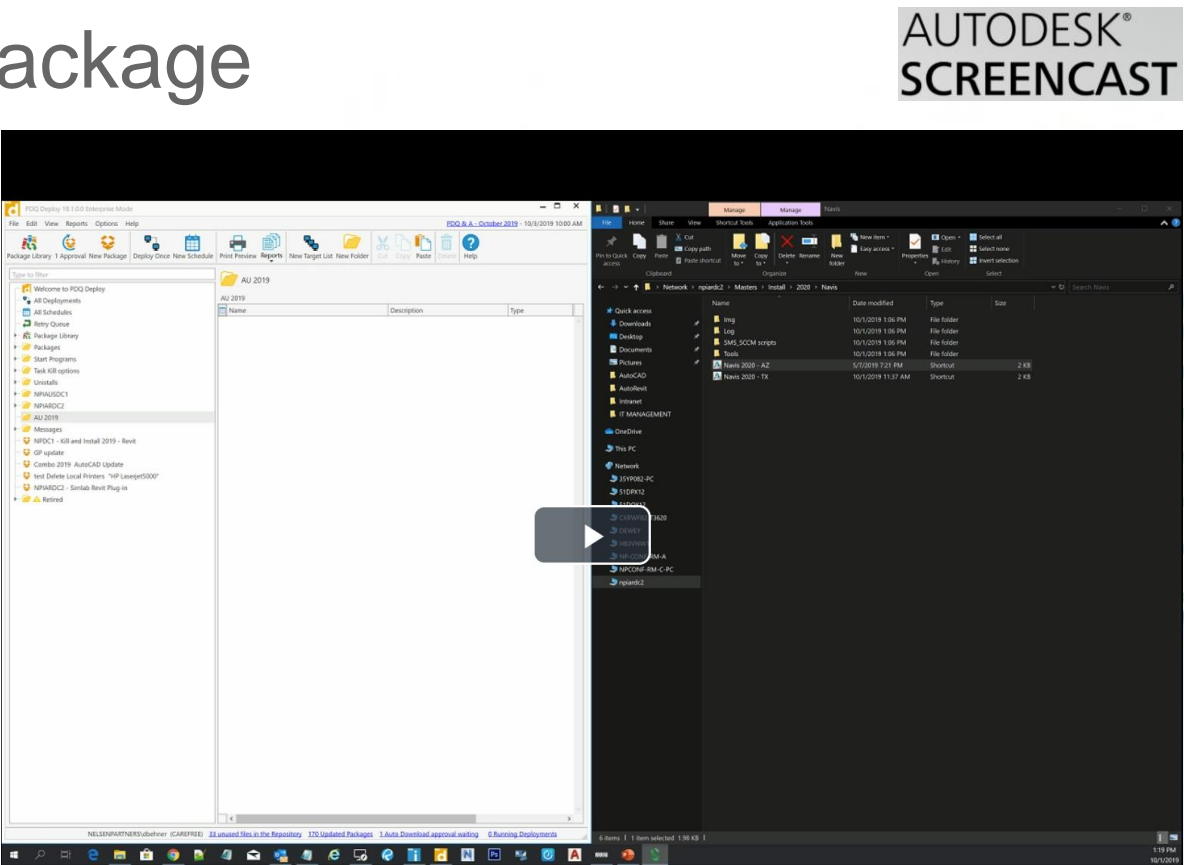 ackage
AUTODESK®
SCREENCAST
PDQ Deploy 18.1.0.0 Enterprise Mode
File Edit View Reports Options Help
PDQ & A - October 2019 - 10/3/2019 10:00 AM
Package Library 1 Approval New Package Deploy Once New Schedule Print Preview Reports New Target List New Folder Cut Copy Paste Delete Help
Type to filter
Welcome to PDQ Deploy
All Deployments
All Schedules
Retry Queue
Package Library
Packages
Start Programs
Task Kill options
Unistalls
NPIAUSDC1
NPIARDC2
AU 2019
Messages
NPDC1 - Kill and Install 2019 - Revit
GP update
Combo 2019 AutoCAD Update
test Delete Local Printers "HP Laserjet5000"
NPIARDC2 - Simlab Revit Plug-in
Retired
AU 2019
AU 2019
Name Description Type
NELSENPARTNERS\dbehner (CAREFREE) 33 unused files in the Repository 170 Updated Packages 1 Auto Download approval waiting 0 Running Deployments
Manage Manage Navis
File Home Share View Shortcut Tools Application Tools
Pin to Quick access Copy Paste Cut Copy path Paste shortcut Move to Copy to Delete Rename New folder New item Easy access Properties Open Edit History Select all Select none Invert selection
Clipboard Organize New Open Select
Network › npiardc2 › Masters › Install › 2020 › Navis
Search Navis
Name Date modified Type Size
Img 10/1/2019 1:06 PM File folder
Log 10/1/2019 1:06 PM File folder
SMS_SCCM scripts 10/1/2019 1:06 PM File folder
Tools 10/1/2019 1:06 PM File folder
Navis 2020 - AZ 5/7/2019 7:21 PM Shortcut 2 KB
Navis 2020 - TX 10/1/2019 11:37 AM Shortcut 2 KB
Quick access
Downloads
Desktop
Documents
Pictures
AutoCAD
AutoRevit
Intranet
IT MANAGEMENT
OneDrive
This PC
Network
35YP082-PC
51DPX12
DEWEY
NP-CONF-RM-A
NPCONF-RM-C-PC
npiardc2
6 items 1 item selected 1.98 KB
1:19 PM
10/1/2019